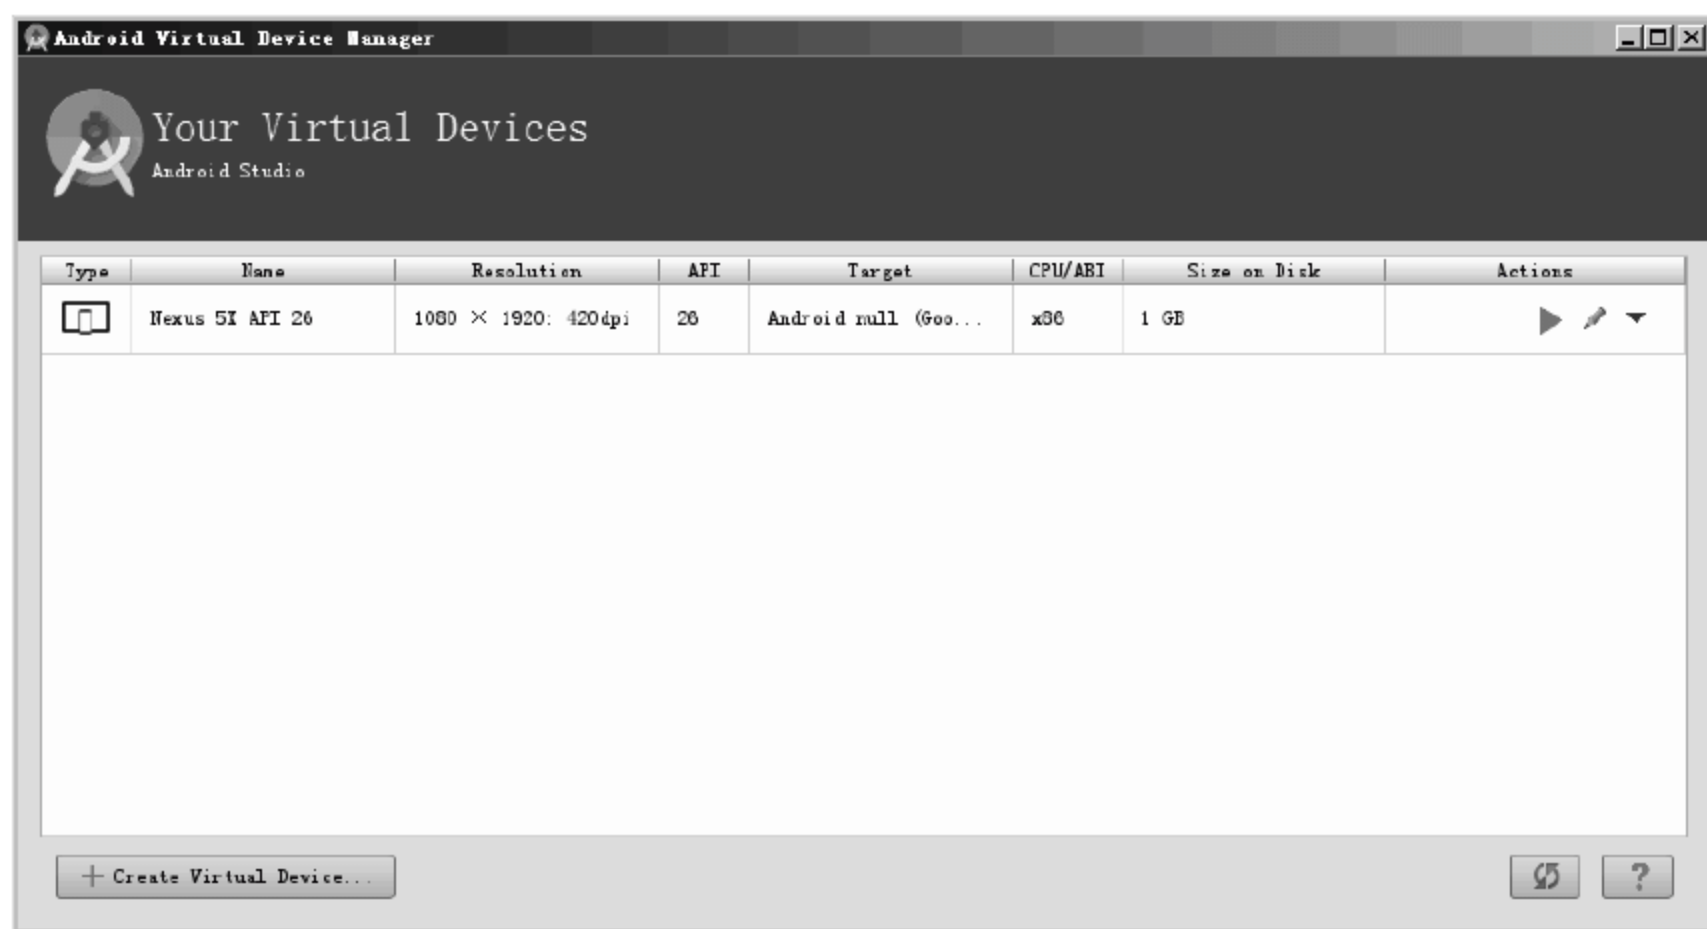 Android Virtual Device Manager
Your Virtual Devices
Android Studio
Type Name Resolution API Target CPU/ABI Size on Disk Actions
Nexus 5X API 26 1080 × 1920: 420dpi 26 Android null (Goo... x86 1 GB
+ Create Virtual Device...
?